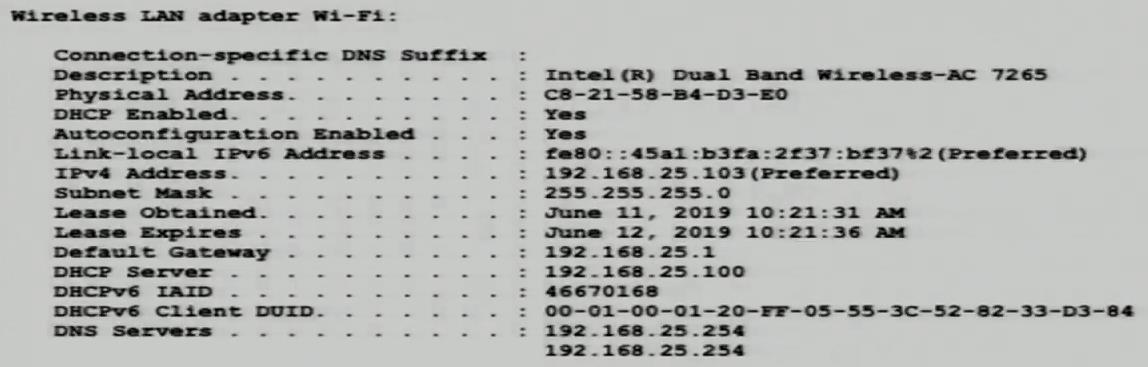 Wireless LAN adapter Wi-Fi:
Connection-specific DNS Suffix :
Description . . . . . . . . . . . : Intel(R) Dual Band Wireless-AC 7265
Physical Address. . . . . . . . . : C8-21-58-B4-D3-E0
DHCP Enabled. . . . . . . . . . . : Yes
Autoconfiguration Enabled . . . . : Yes
Link-local IPv6 Address . . . . . : fe80::45a1:b3fa:2f37:bf37%2(Preferred)
IPv4 Address. . . . . . . . . . . : 192.168.25.103(Preferred)
Subnet Mask . . . . . . . . . . . : 255.255.255.0
Lease Obtained. . . . . . . . . . : June 11, 2019 10:21:31 AM
Lease Expires . . . . . . . . . . : June 12, 2019 10:21:36 AM
Default Gateway . . . . . . . . . : 192.168.25.1
DHCP Server . . . . . . . . . . . : 192.168.25.100
DHCPv6 IAID . . . . . . . . . . . : 46670168
DHCPv6 Client DUID. . . . . . . . : 00-01-00-01-20-FF-05-55-3C-52-82-33-D3-84
DNS Servers . . . . . . . . . . . : 192.168.25.254
192.168.25.254